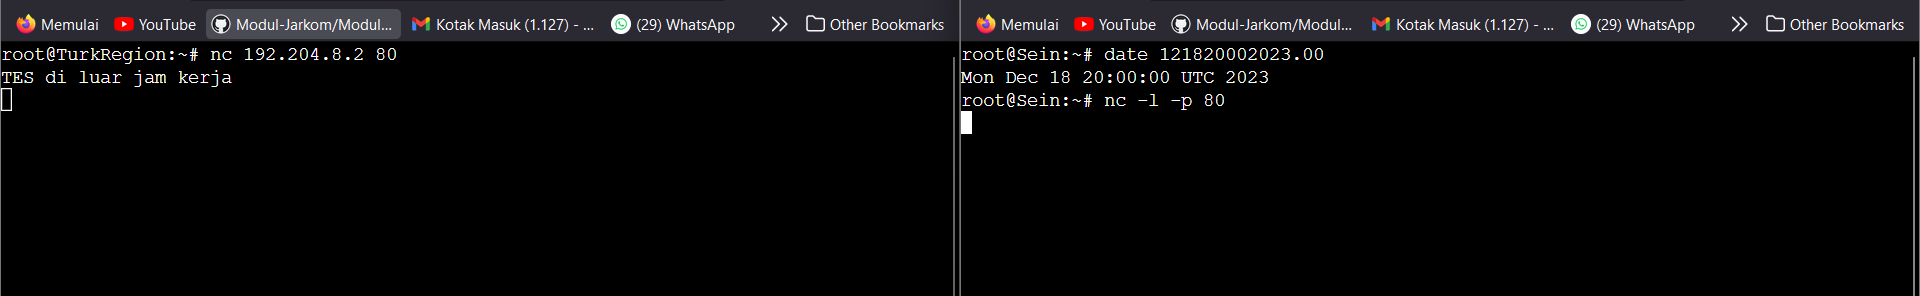 Memulai YouTube Modul-Jarkom/Modul... Kotak Masuk (1.127) - ... (29) WhatsApp Other Bookmarks
root@TurkRegion:~# nc 192.204.8.2 80
TES di luar jam kerja
Memulai YouTube Modul-Jarkom/Modul... Kotak Masuk (1.127) - ... (29) WhatsApp Other Bookmarks
root@Sein:~# date 121820002023.00
Mon Dec 18 20:00:00 UTC 2023
root@Sein:~# nc -l -p 80